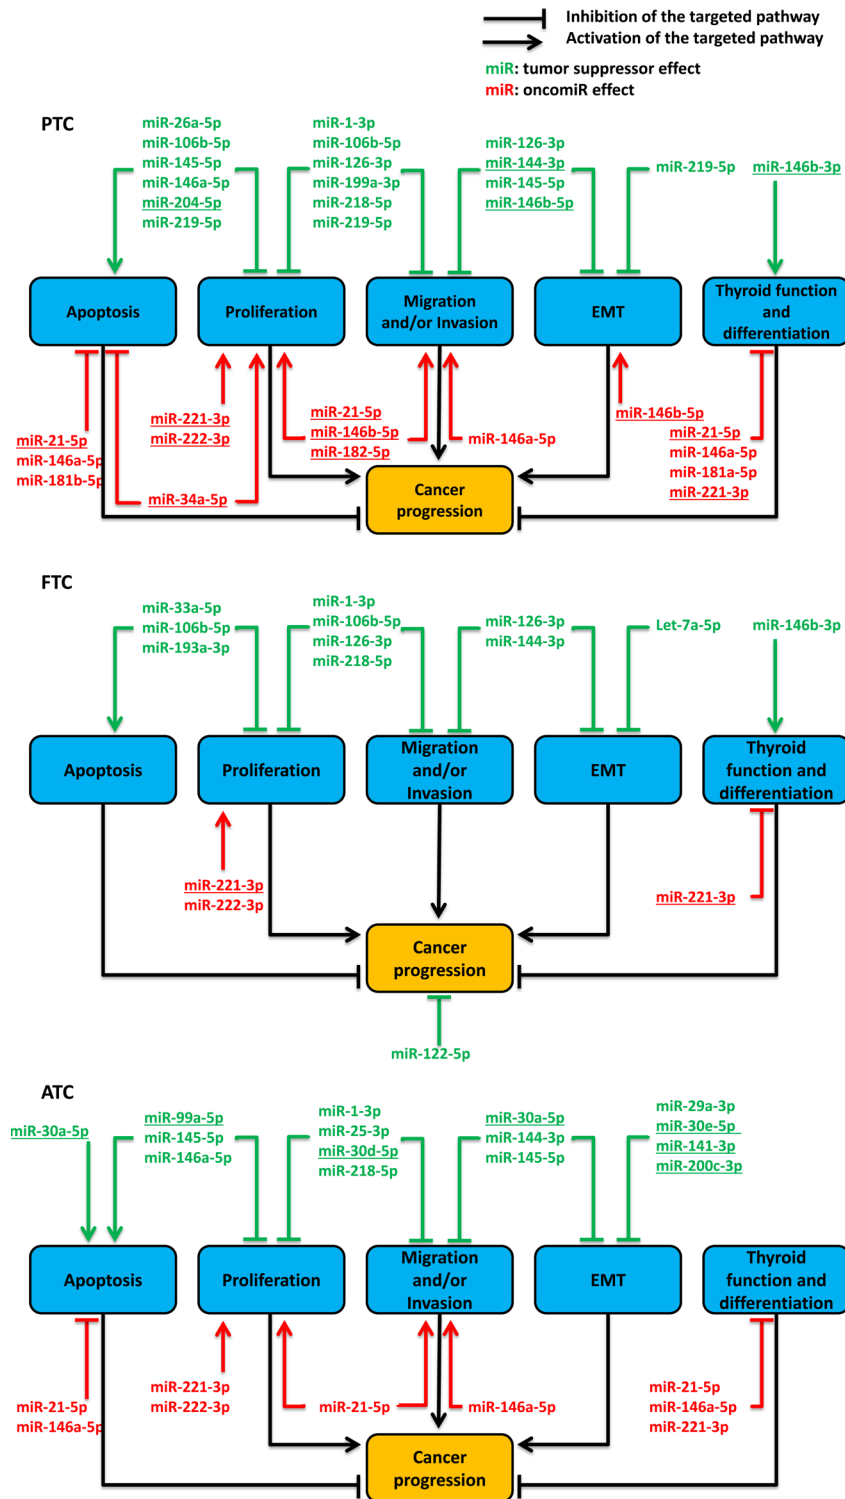 Inhibition of the targeted pathway
Activation of the targeted pathway
miR: tumor suppressor effect
miR: oncomiR effect
PTC
miR-26a-5p
miR-106b-5p
miR-145-5p
miR-146a-5p
miR-204-5p
miR-219-5p
miR-1-3p
miR-106b-5p
miR-126-3p
miR-199a-3p
miR-218-5p
miR-219-5p
miR-126-3p
miR-144-3p
miR-145-5p
miR-146b-5p
miR-219-5p
miR-146b-3p
Apoptosis
Proliferation
Migration
and/or Invasion
EMT
Thyroid function
and
differentiation
miR-21-5p
miR-146a-5p
miR-181b-5p
miR-34a-5p
miR-221-3p
miR-222-3p
miR-21-5p
miR-146b-5p
miR-182-5p
miR-146a-5p
miR-146b-5p
miR-21-5p
miR-146a-5p
miR-181a-5p
miR-221-3p
Cancer
progression
FTC
miR-33a-5p
miR-106b-5p
miR-193a-3p
miR-1-3p
miR-106b-5p
miR-126-3p
miR-218-5p
miR-126-3p
miR-144-3p
Let-7a-5p
miR-146b-3p
Apoptosis
Proliferation
Migration
and/or
Invasion
EMT
Thyroid
function and
differentiation
miR-221-3p
miR-222-3p
miR-221-3p
Cancer
progression
miR-122-5p
ATC
miR-30a-5p
miR-99a-5p
miR-145-5p
miR-146a-5p
miR-1-3p
miR-25-3p
miR-30d-5p
miR-218-5p
miR-30a-5p
miR-144-3p
miR-145-5p
miR-29a-3p
miR-30e-5p
miR-141-3p
miR-200c-3p
Apoptosis
Proliferation
Migration
and/or
Invasion
EMT
Thyroid
function and
differentiation
miR-21-5p
miR-146a-5p
miR-221-3p
miR-222-3p
miR-21-5p
miR-146a-5p
miR-21-5p
miR-146a-5p
miR-221-3p
Cancer
progression